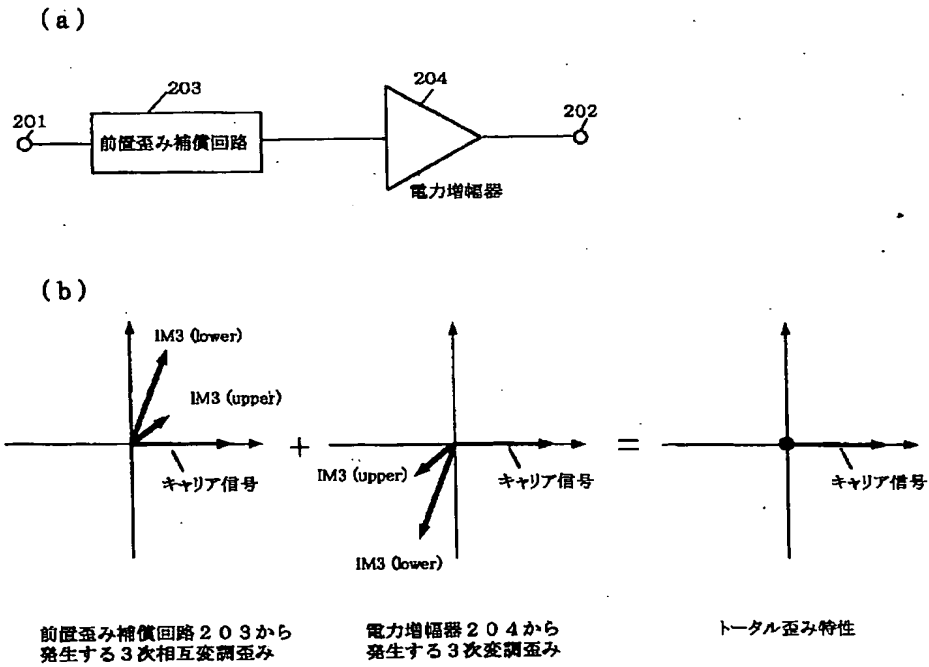 (a)
203
204
201
202
前置歪み補償回路
電力増幅器
(b)
IM3 (lower)
IM3 (upper)
キャリア信号
+
IM3 (upper)
IM3 (lower)
キャリア信号
=
キャリア信号
前置歪み補償回路203から
発生する3次相互変調歪み
電力増幅器204から
発生する3次変調歪み
トータル歪み特性